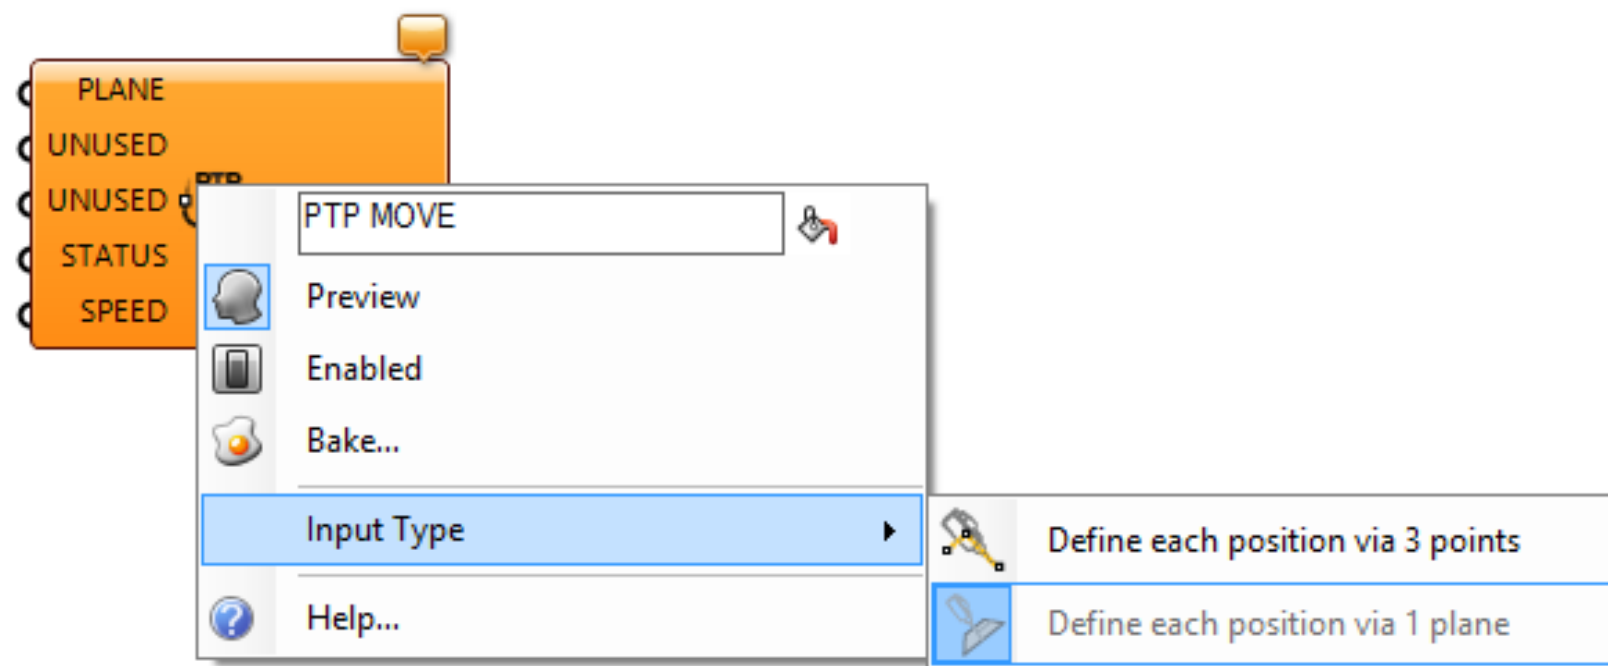 PLANE
UNUSED
UNUSED
STATUS
SPEED
PTP
PTP MOVE
Preview
Enabled
Bake...
Input Type
Help...
Define each position via 3 points
Define each position via 1 plane